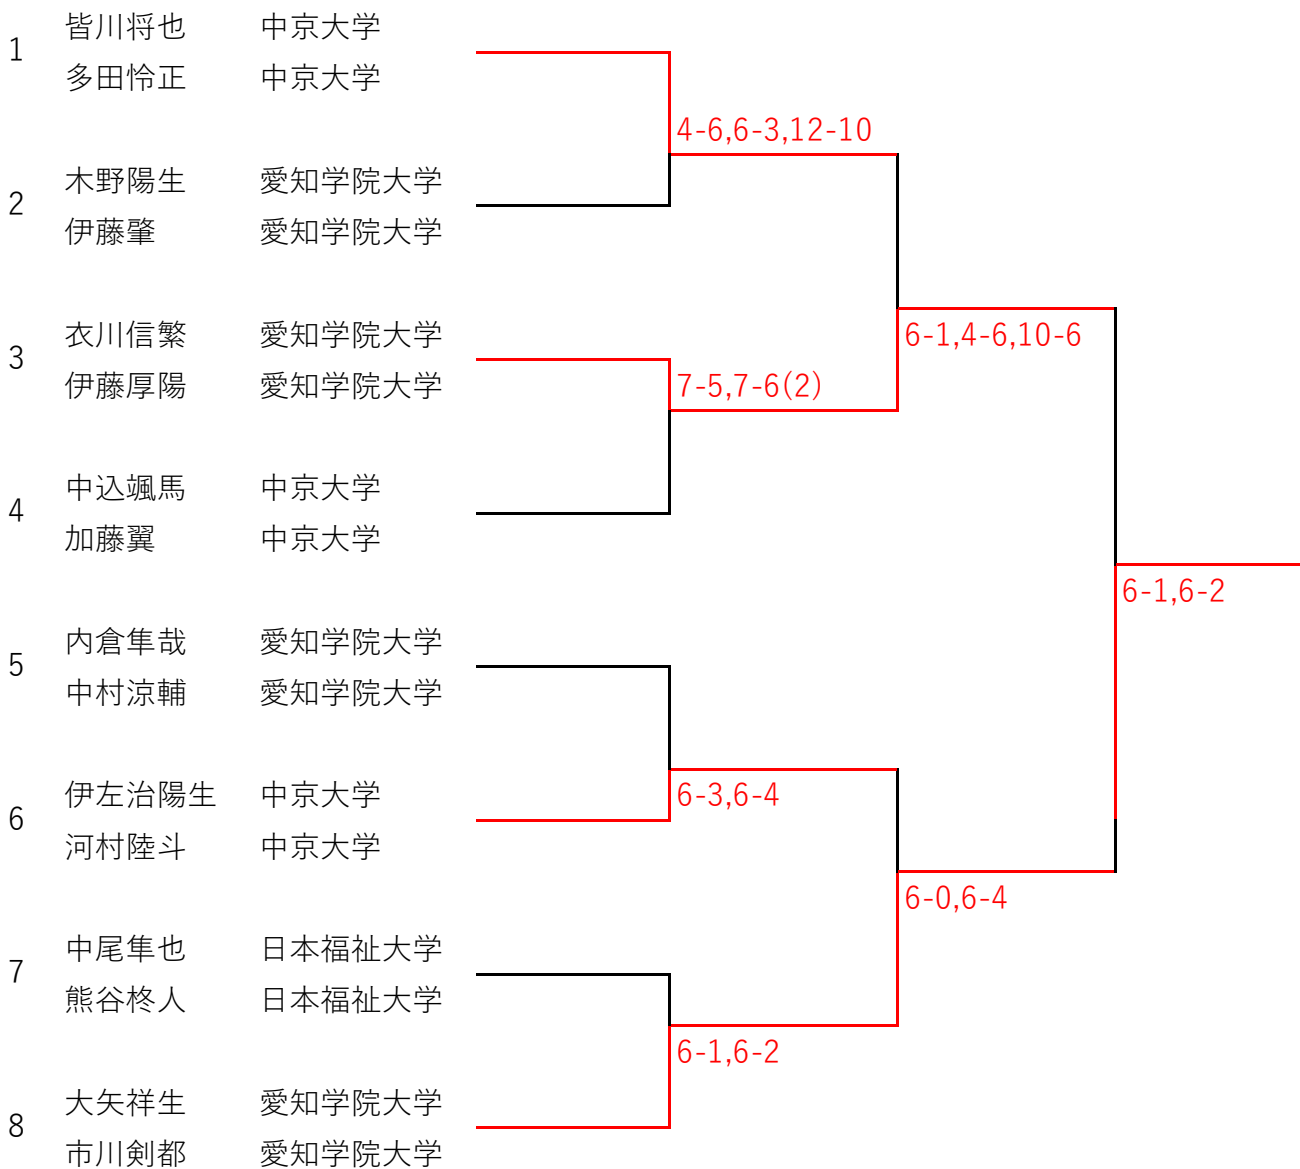 1 皆川将也 中京大学
多田怜正 中京大学
4-6,6-3,12-10
2 木野陽生 愛知学院大学
伊藤肇 愛知学院大学
3 衣川信繁 愛知学院大学
伊藤厚陽 愛知学院大学
6-1,4-6,10-6
7-5,7-6(2)
4 中込颯馬 中京大学
加藤翼 中京大学
6-1,6-2
5 内倉隼哉 愛知学院大学
中村涼輔 愛知学院大学
6 伊左治陽生 中京大学
河村陸斗 中京大学
6-3,6-4
6-0,6-4
7 中尾隼也 日本福祉大学
熊谷柊人 日本福祉大学
6-1,6-2
8 大矢祥生 愛知学院大学
市川剣都 愛知学院大学